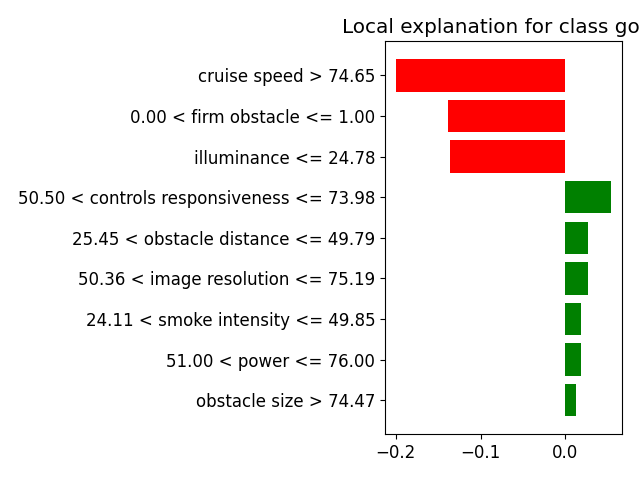 Local explanation for class go
cruise speed > 74.65
0.00 < firm obstacle <= 1.00
illuminance <= 24.78
50.50 < controls responsiveness <= 73.98
25.45 < obstacle distance <= 49.79
50.36 < image resolution <= 75.19
24.11 < smoke intensity <= 49.85
51.00 < power <= 76.00
obstacle size > 74.47
−0.2 −0.1 0.0